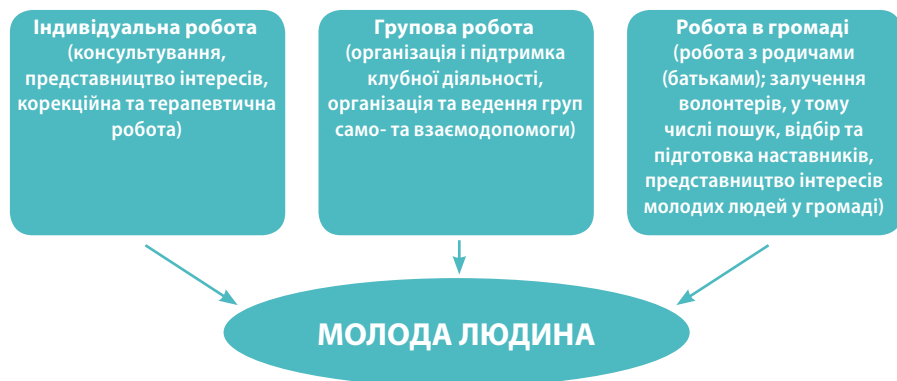 Індивідуальна робота
(консультування,
представництво інтересів,
корекційна та терапевтична
робота)
Групова робота
(організація і підтримка
клубної діяльності,
організація та ведення груп
само- та взаємодопомоги)
Робота в громаді
(робота з родичами
(батьками); залучення
волонтерів, у тому
числі пошук, відбір та
підготовка наставників,
представництво інтересів
молодих людей у громаді)
МОЛОДА ЛЮДИНА